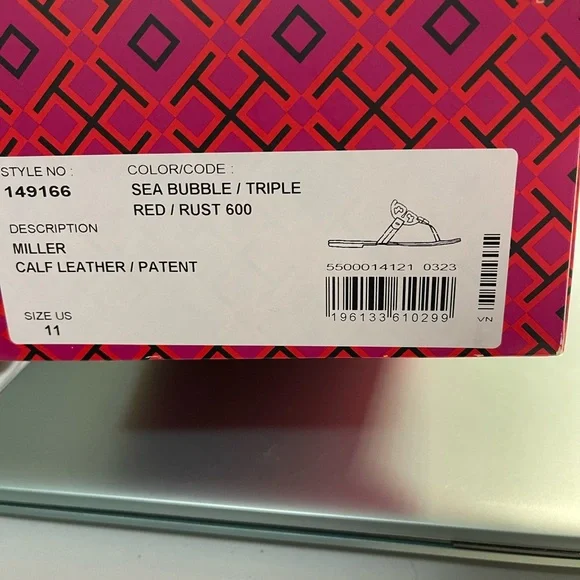 STYLE NO :
149166
COLOR/CODE :
SEA BUBBLE / TRIPLE
RED / RUST 600
DESCRIPTION
MILLER
CALF LEATHER / PATENT
SIZE US
11
5500014121 0323
196133 610299
VN